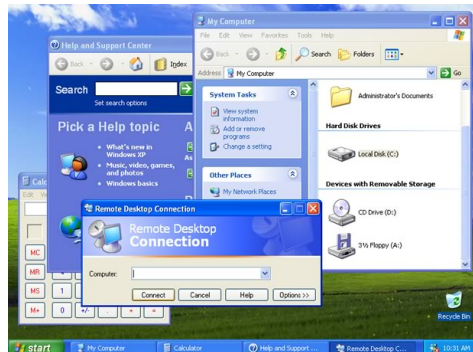 My Computer
File Edit View Favorites Tools Help
Back Search Folders
Address My Computer Go
System Tasks
View system
information
Add or remove
programs
Change a setting
Other Places
My Network Places
Administrator's Documents
Hard Disk Drives
Local Disk (C:)
Devices with Removable Storage
CD Drive (D:)
3½ Floppy (A:)
Help and Support Center
Back Index
Search
Set search options
Pick a Help topic
What's new in
Windows XP
Music, video, games,
and photos
Windows basics
Calc
Edit
MC
MR
MS 1
M+ 0 +/- . + =
Remote Desktop Connection
Remote Desktop
Connection
Computer:
Connect Cancel Help Options >>
Recycle Bin
start My Computer Calculator Help and Support ... Remote Desktop C... 10:31 AM